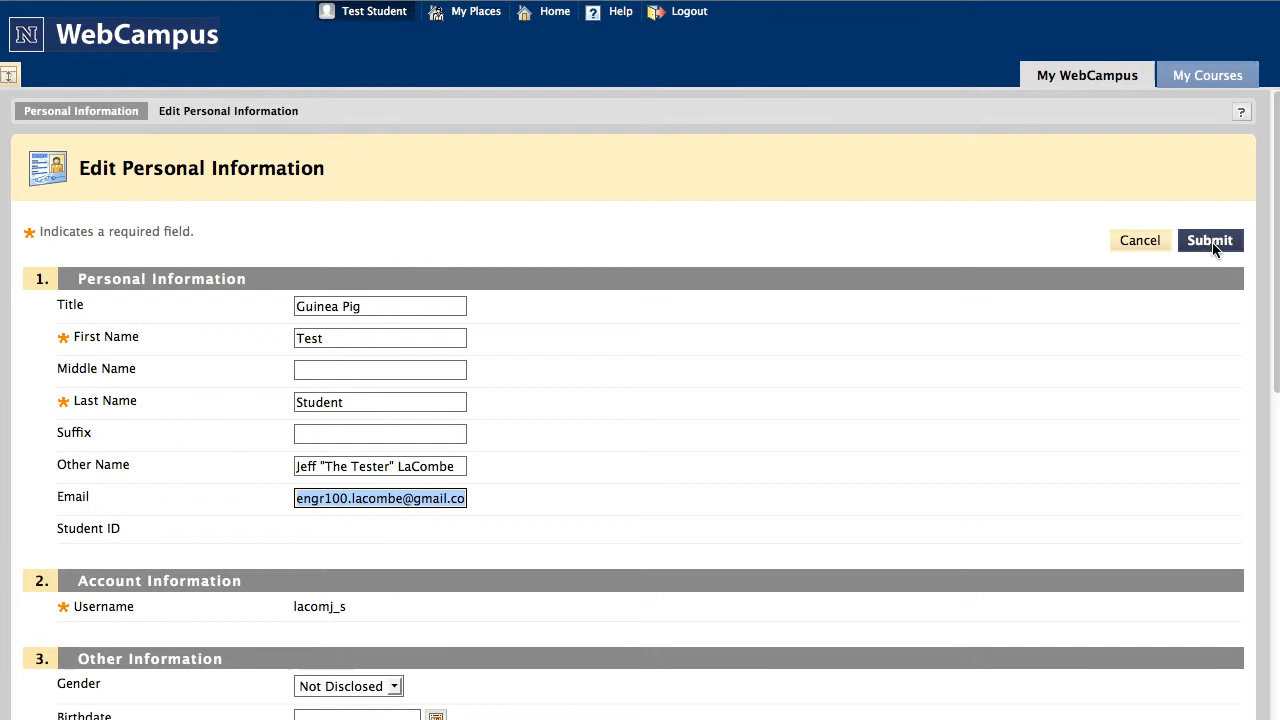 Test Student My Places Home ? Help Logout
N WebCampus
My WebCampus My Courses
Personal Information Edit Personal Information ?
Edit Personal Information
* Indicates a required field.
Cancel Submit
1. Personal Information
Title Guinea Pig
* First Name Test
Middle Name
* Last Name Student
Suffix
Other Name Jeff "The Tester" LaCombe
Email engr100.lacombe@gmail.co
Student ID
2. Account Information
* Username lacomj_s
3. Other Information
Gender Not Disclosed
Birthdate